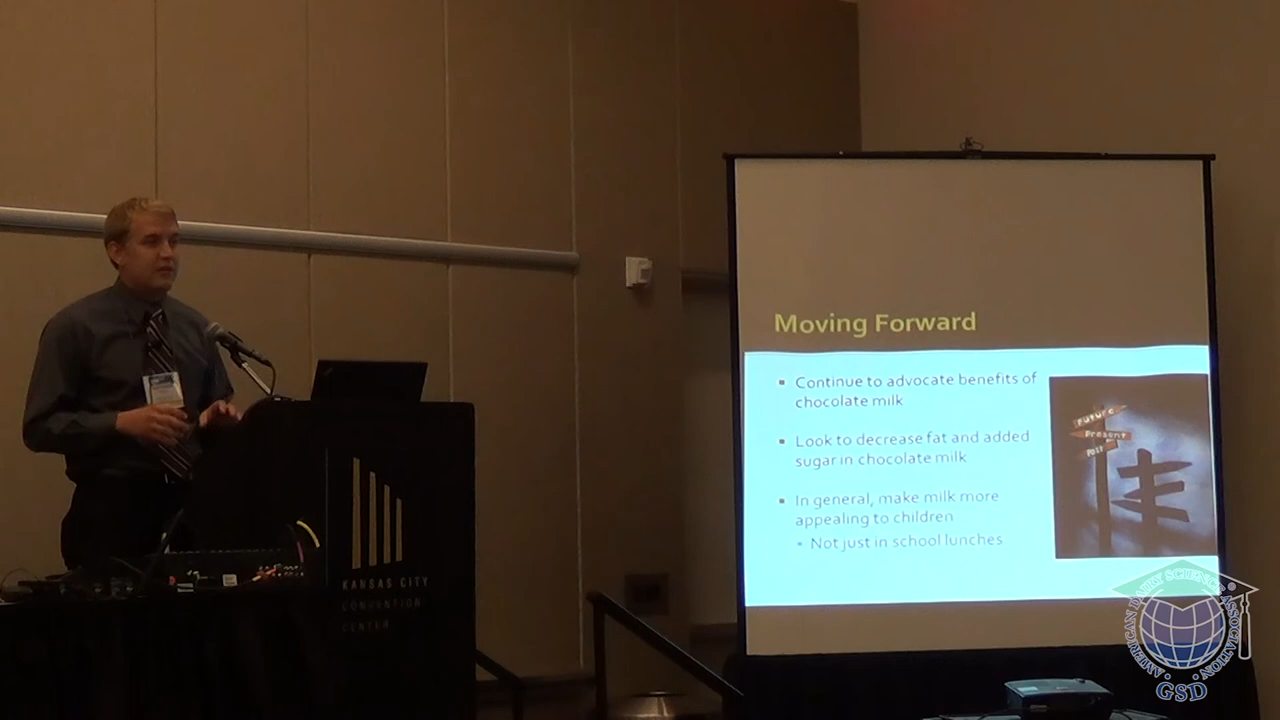 Moving Forward
Continue to advocate benefits of
chocolate milk
Look to decrease fat and added
sugar in chocolate milk
In general, make milk more
appealing to children
Not just in school lunches
Future
Present
Past
KANSAS CITY
CONVENTION
CENTER
AMERICAN DAIRY SCIENCE ASSOCIATION®
GSD